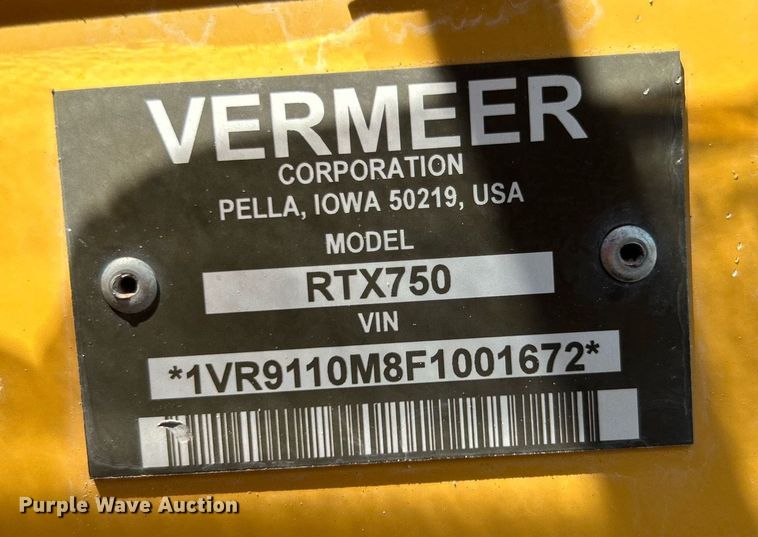 VERMEER
CORPORATION
PELLA, IOWA 50219, USA
MODEL
RTX750
VIN
*1VR9110M8F1001672*
Purple Wave Auction